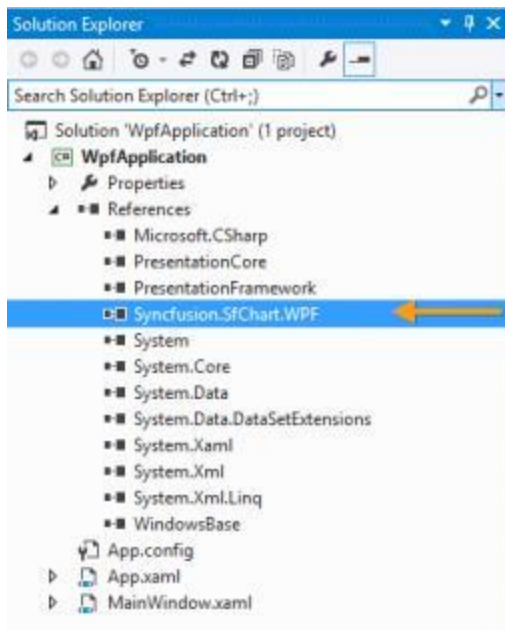 Solution Explorer
Search Solution Explorer (Ctrl+;)
Solution 'WpfApplication' (1 project)
C# WpfApplication
Properties
References
Microsoft.CSharp
PresentationCore
PresentationFramework
Syncfusion.SfChart.WPF
System
System.Core
System.Data
System.Data.DataSetExtensions
System.Xaml
System.Xml
System.Xml.Linq
WindowsBase
App.config
App.xaml
MainWindow.xaml